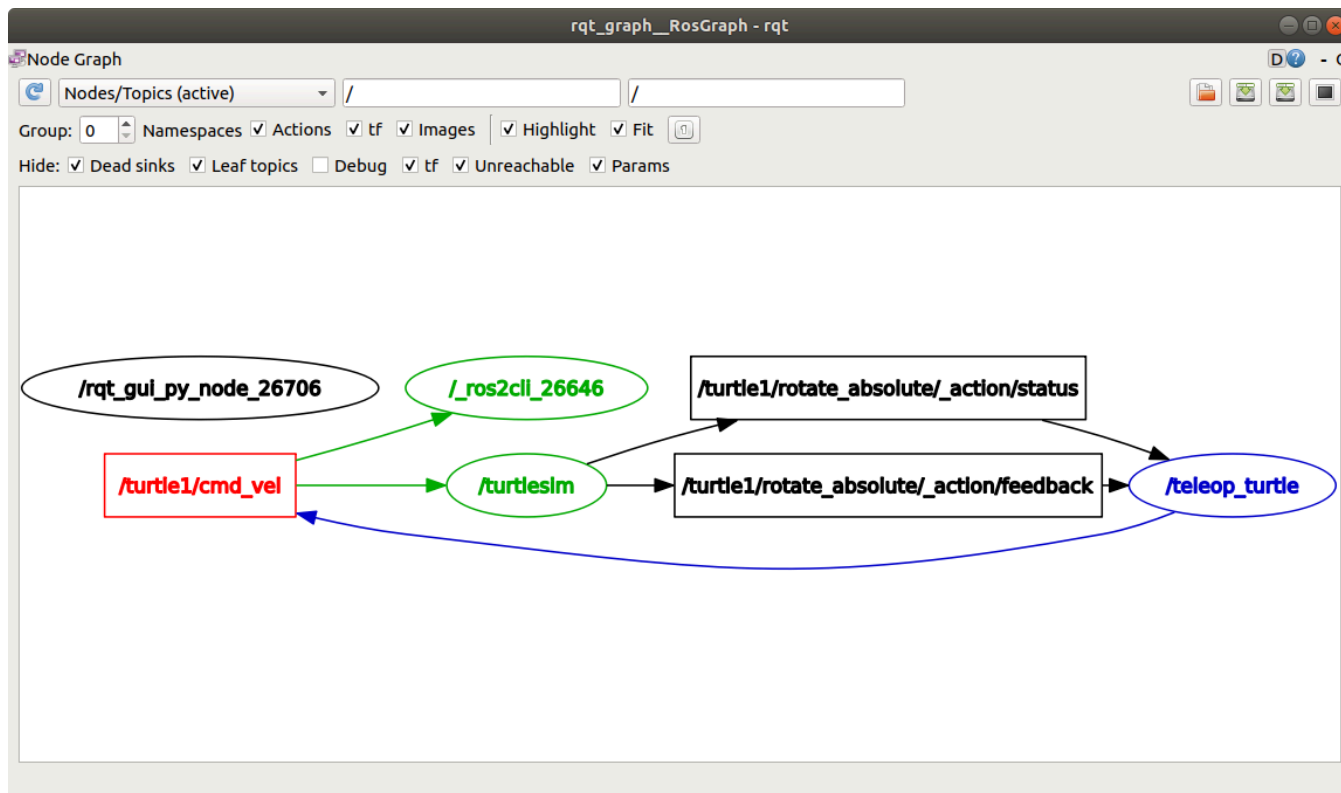 rqt_graph__RosGraph - rqt
Node Graph
D ? - C
Nodes/Topics (active) / /
Group: 0 Namespaces Actions tf Images Highlight Fit
Hide: Dead sinks Leaf topics Debug tf Unreachable Params
/rqt_gui_py_node_26706 /_ros2cli_26646 /turtle1/rotate_absolute/_action/status
/turtle1/cmd_vel /turtlesim /turtle1/rotate_absolute/_action/feedback /teleop_turtle